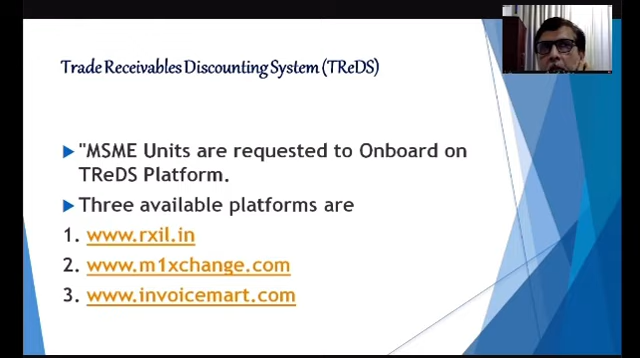 Trade Receivables Discounting System (TReDS)
"MSME Units are requested to Onboard on
TReDS Platform.
Three available platforms are
1. www.rxil.in
2. www.m1xchange.com
3. www.invoicemart.com